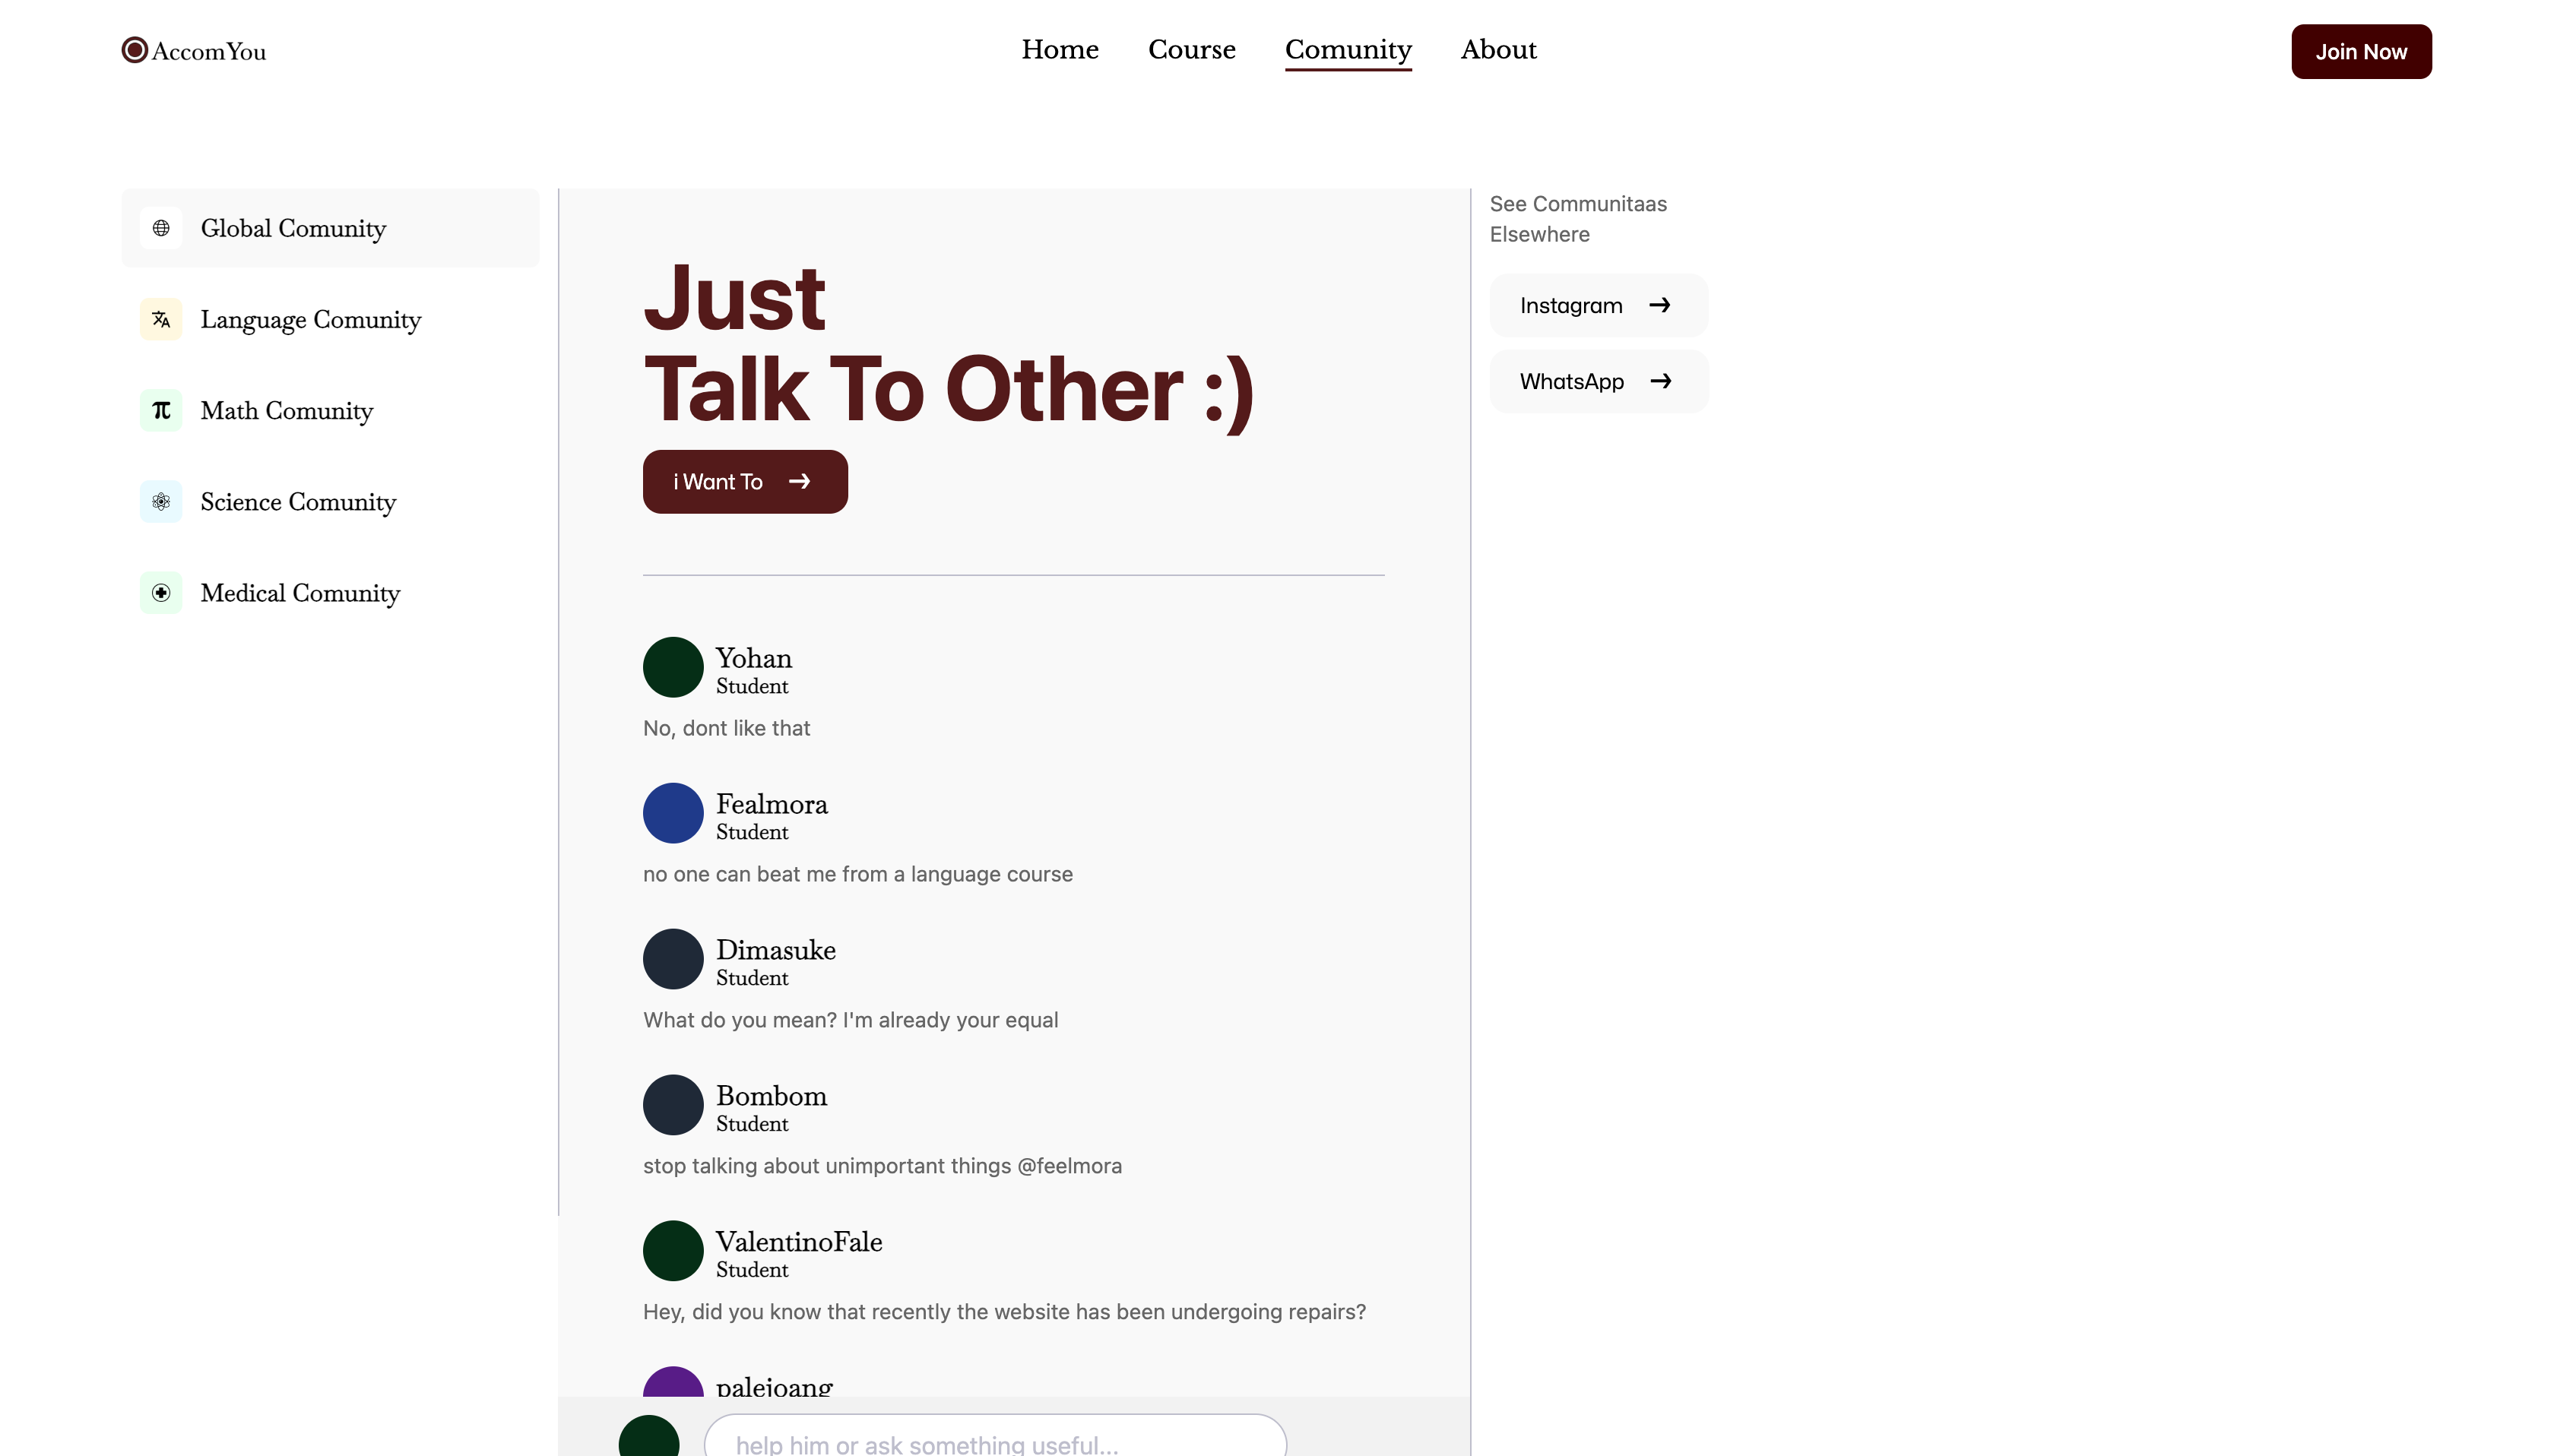 AccomYou
Home
Course
Comunity
About
Join Now
Global Comunity
Language Comunity
Math Comunity
Science Comunity
Medical Comunity
Just
Talk To Other :)
i Want To
Yohan
Student
No, dont like that
Fealmora
Student
no one can beat me from a language course
Dimasuke
Student
What do you mean? I'm already your equal
Bombom
Student
stop talking about unimportant things @feelmora
ValentinoFale
Student
Hey, did you know that recently the website has been undergoing repairs?
palejoang
help him or ask something useful...
See Communitaas
Elsewhere
Instagram
WhatsApp